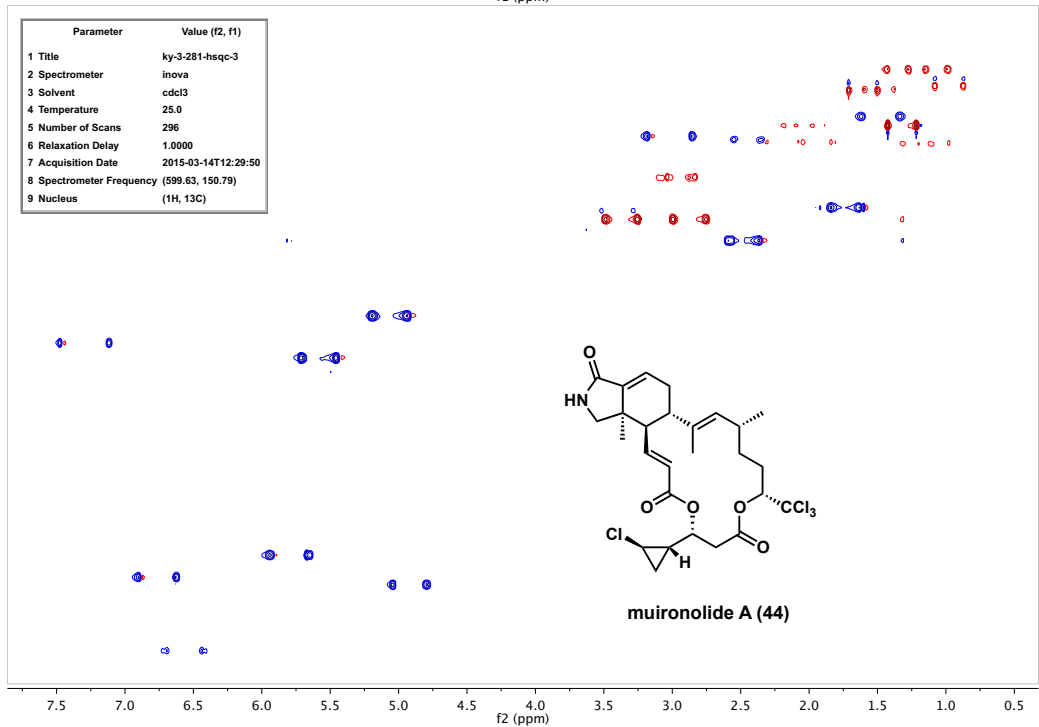 f1 (ppm)
Parameter Value (f2, f1)
1 Title ky-3-281-hsqc-3
2 Spectrometer inova
3 Solvent cdcl3
4 Temperature 25.0
5 Number of Scans 296
6 Relaxation Delay 1.0000
7 Acquisition Date 2015-03-14T12:29:50
8 Spectrometer Frequency (599.63, 150.79)
9 Nucleus (1H, 13C)
O
HN
O
O
O
CCl3
O
Cl
H
muironolide A (44)
7.5 7.0 6.5 6.0 5.5 5.0 4.5 4.0 3.5 3.0 2.5 2.0 1.5 1.0 0.5
f2 (ppm)